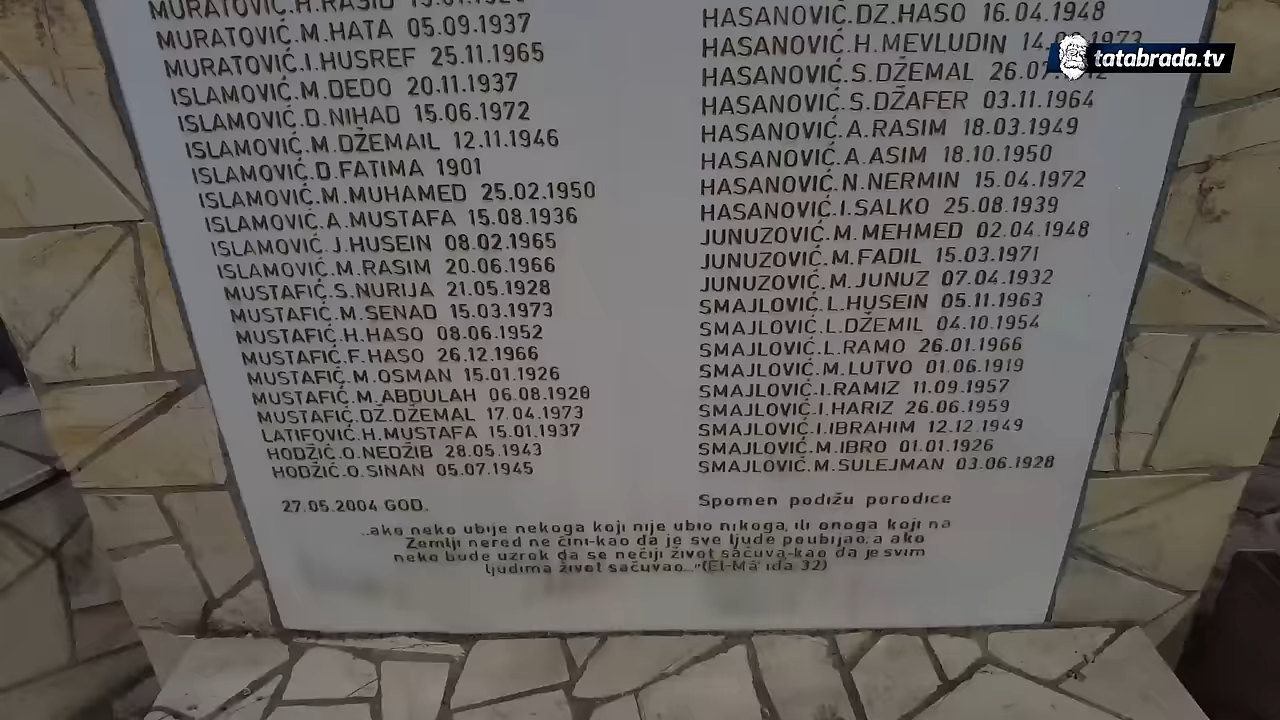 MURATOVIĆ.H.RASID
MURATOVIĆ.M.HATA 05.09.1937
MURATOVIĆ.I.HUSREF 25.11.1965
ISLAMOVIĆ.M.DEDO 20.11.1937
ISLAMOVIĆ.D.NIHAD 15.06.1972
ISLAMOVIĆ.M.DŽEMAIL 12.11.1946
ISLAMOVIĆ.D.FATIMA 1901
ISLAMOVIĆ.M.MUHAMED 25.02.1950
ISLAMOVIĆ.A.MUSTAFA 15.08.1936
ISLAMOVIĆ.J.HUSEIN 08.02.1965
ISLAMOVIĆ.M.RASIM 20.06.1966
MUSTAFIĆ.S.NURIJA 21.05.1928
MUSTAFIĆ.M.SENAD 15.03.1973
MUSTAFIĆ.H.HASO 08.06.1952
MUSTAFIĆ.F.HASO 26.12.1966
MUSTAFIĆ.M.OSMAN 15.01.1926
MUSTAFIĆ.M.ABDULAH 06.08.1928
MUSTAFIĆ.DŽ.DŽEMAL 17.04.1973
LATIFOVIĆ.H.MUSTAFA 15.01.1937
HODŽIĆ.O.NEDŽIB 28.05.1943
HODŽIĆ.O.SINAN 05.07.1945
HASANOVIĆ.DŽ.HASO 16.04.1948
HASANOVIĆ.H.MEVLUDIN
HASANOVIĆ.S.DŽEMAL
HASANOVIĆ.S.DŽAFER 03.11.1964
HASANOVIĆ.A.RASIM 18.03.1949
HASANOVIĆ.A.ASIM 18.10.1950
HASANOVIĆ.N.NERMIN 15.04.1972
HASANOVIĆ.I.SALKO 25.08.1939
JUNUZOVIĆ.M.MEHMED 02.04.1948
JUNUZOVIĆ.M.FADIL 15.03.1971
JUNUZOVIĆ.M.JUNUZ 07.04.1932
SMAJLOVIĆ.L.HUSEIN 05.11.1963
SMAJLOVIĆ.L.DŽEMIL 04.10.1954
SMAJLOVIĆ.L.RAMO 26.01.1966
SMAJLOVIĆ.M.LUTVO 01.06.1919
SMAJLOVIĆ.I.RAMIZ 11.09.1957
SMAJLOVIĆ.I.HARIZ 26.06.1959
SMAJLOVIĆ.I.IBRAHIM 12.12.1949
SMAJLOVIĆ.M.IBRO 01.01.1926
SMAJLOVIĆ.M.SULEJMAN 03.06.1928
27.05.2004 GOD.
Spomen podižu porodice
..ako neko ubije nekoga koji nije ubio nikoga, ili onoga koji na
Zemlji nered ne čini-kao da je sve ljude poubijao, a ako
neko bude uzrok da se nečiji život sačuva-kao da je svim
ljudima život sačuvao..."(El-Má ida 32)
tatabrada.tv